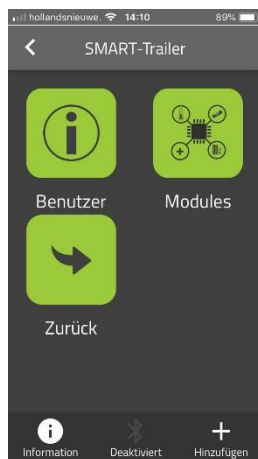 hollandsnieuwe. 14:10 89%
SMART-Trailer
Benutzer Modules
Zurück
Information Deaktiviert Hinzufügen